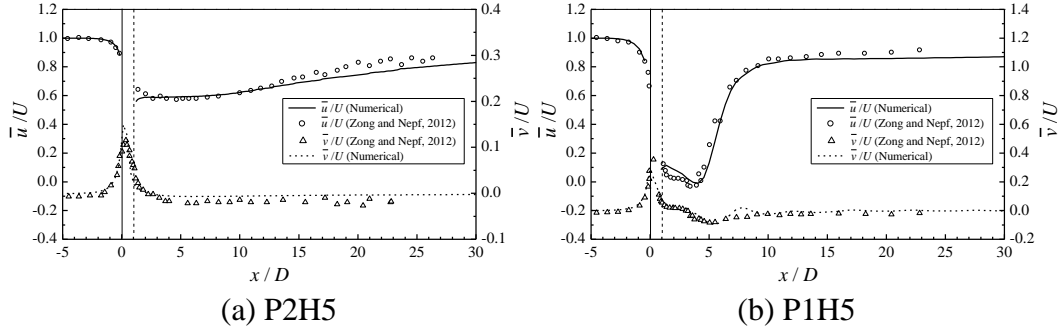 1.2
1.0
0.8
0.6
0.4
0.2
0.0
-0.2
-0.4
u̅/U
0.4
0.3
0.2
0.1
0.0
-0.1
v̅/U
u̅/U (Numerical)
u̅/U (Zong and Nepf, 2012)
v̅/U (Zong and Nepf, 2012)
v̅/U (Numerical)
-5 0 5 10 15 20 25 30
x / D
(a) P2H5
1.2
1.0
0.8
0.6
0.4
0.2
0.0
-0.2
-0.4
u̅/U
1.4
1.2
1.0
0.8
0.6
0.4
0.2
0.0
-0.2
v̅/U
u̅/U (Numerical)
u̅/U (Zong and Nepf, 2012)
v̅/U (Zong and Nepf, 2012)
v̅/U (Numerical)
-5 0 5 10 15 20 25 30
x / D
(b) P1H5